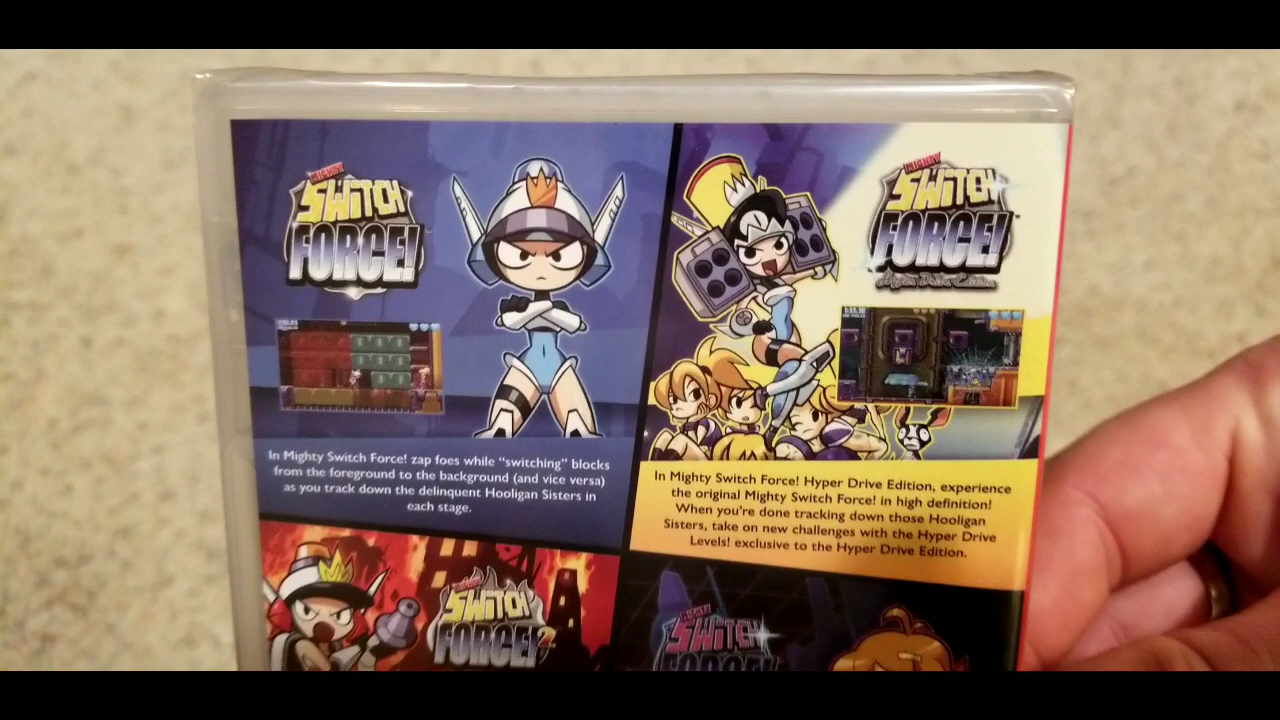 MIGHTY
SWITCH
FORCE!
In Mighty Switch Force! zap foes while “switching” blocks
from the foreground to the background (and vice versa)
as you track down the delinquent Hooligan Sisters in
each stage.
MIGHTY
SWITCH
FORCE!
Hyper Drive Edition
In Mighty Switch Force! Hyper Drive Edition, experience
the original Mighty Switch Force! in high definition!
When you're done tracking down those Hooligan
Sisters, take on new challenges with the Hyper Drive
Levels! exclusive to the Hyper Drive Edition.
MIGHTY
SWITCH
FORCE! 2
MIGHTY
SWITCH
FORCE!